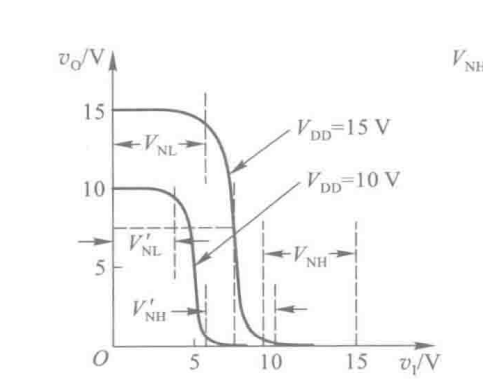 v_O/V
V_NH
15
V_NL
V_DD=15 V
10
V_DD=10 V
V'_NL
V_NH
5
V'_NH
O
5
10
15
v_I/V